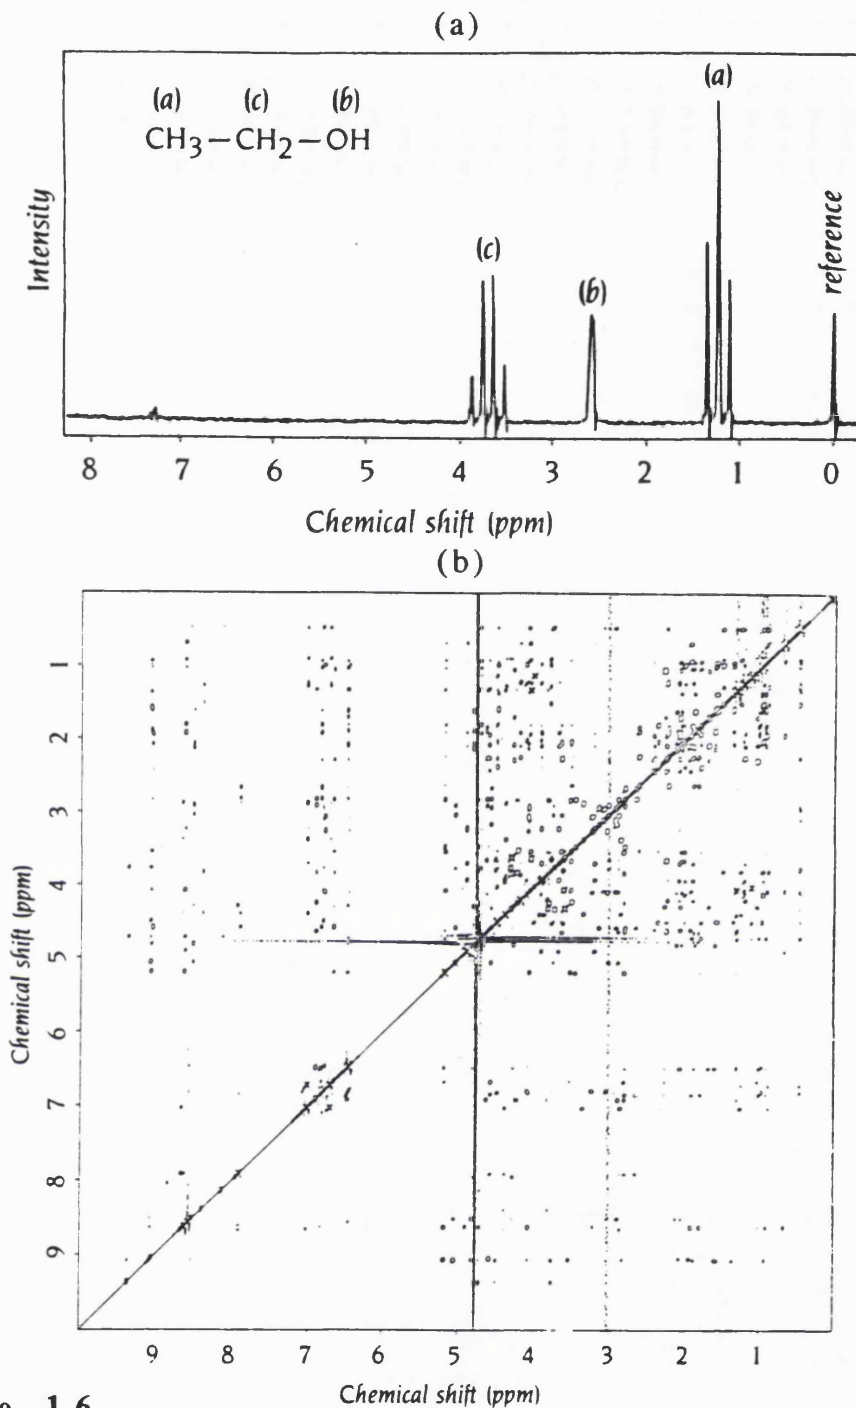 (a)
(a) (c) (b)
CH3–CH2–OH
(a)
(c)
(b)
reference
Intensity
8 7 6 5 4 3 2 1 0
Chemical shift (ppm)
(b)
1
2
3
4
5
6
7
8
9
Chemical shift (ppm)
9 8 7 6 5 4 3 2 1
Chemical shift (ppm)
1.6